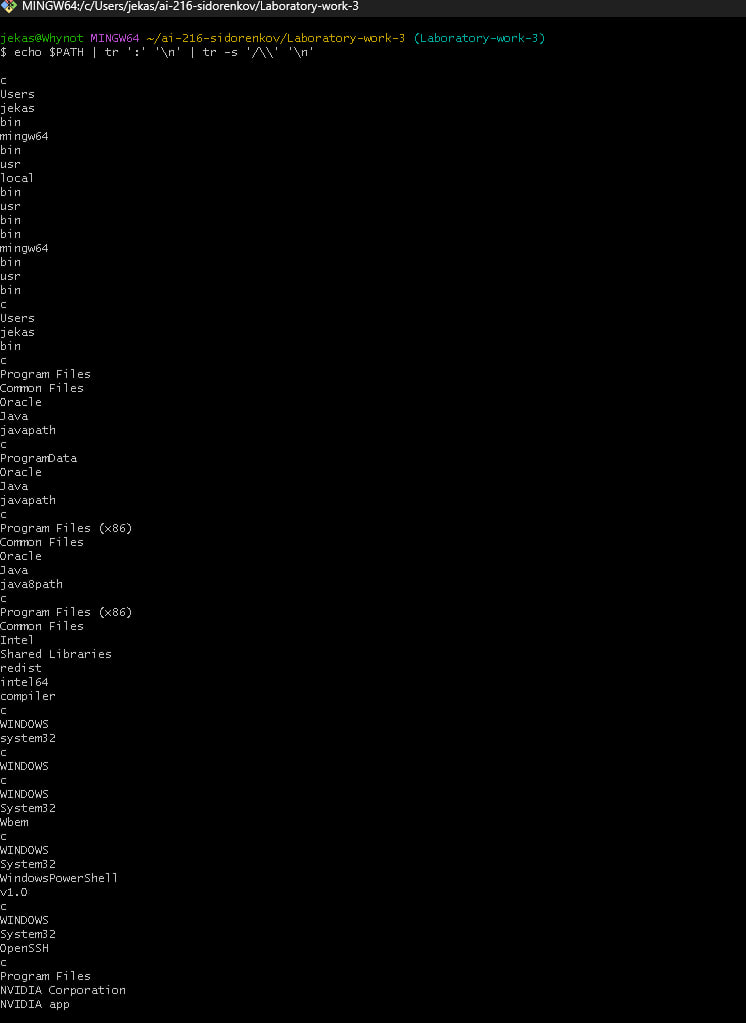 MINGW64:/c/Users/jekas/ai-216-sidorenkov/Laboratory-work-3
jekas@Whynot MINGW64 ~/ai-216-sidorenkov/Laboratory-work-3 (Laboratory-work-3)
$ echo $PATH | tr ':' '\n' | tr -s '/\\' '\n'
c
Users
jekas
bin
mingw64
bin
usr
local
bin
usr
bin
bin
mingw64
bin
usr
bin
c
Users
jekas
bin
c
Program Files
Common Files
Oracle
Java
javapath
c
ProgramData
Oracle
Java
javapath
c
Program Files (x86)
Common Files
Oracle
Java
java8path
c
Program Files (x86)
Common Files
Intel
Shared Libraries
redist
intel64
compiler
c
WINDOWS
system32
c
WINDOWS
c
WINDOWS
System32
Wbem
c
WINDOWS
System32
WindowsPowerShell
v1.0
c
WINDOWS
System32
OpenSSH
c
Program Files
NVIDIA Corporation
NVIDIA app